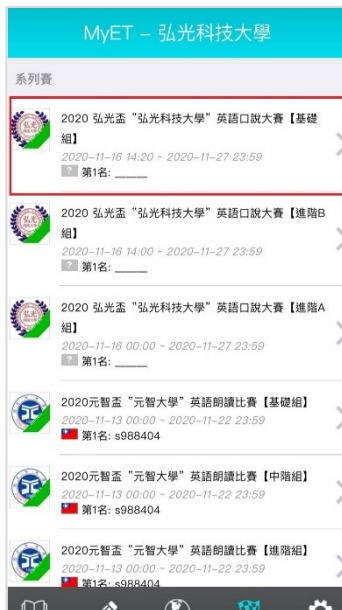 MyET – 弘光科技大學
系列賽
2020 弘光盃 “弘光科技大學” 英語口說大賽【基礎
組】
2020-11-16 14:20 ~ 2020-11-27 23:59
? 第1名: ______
2020 弘光盃 “弘光科技大學” 英語口說大賽【進階B
組】
2020-11-16 14:00 ~ 2020-11-27 23:59
? 第1名: ______
2020 弘光盃 “弘光科技大學” 英語口說大賽【進階A
組】
2020-11-16 00:00 ~ 2020-11-27 23:59
? 第1名: ______
2020元智盃 “元智大學” 英語朗讀比賽【基礎組】
2020-11-13 00:00 ~ 2020-11-22 23:59
第1名: s988404
2020元智盃 “元智大學” 英語朗讀比賽【中階組】
2020-11-13 00:00 ~ 2020-11-22 23:59
第1名: s988404
2020元智盃 “元智大學” 英語朗讀比賽【進階組】
2020-11-13 00:00 ~ 2020-11-22 23:59
第1名: s988404